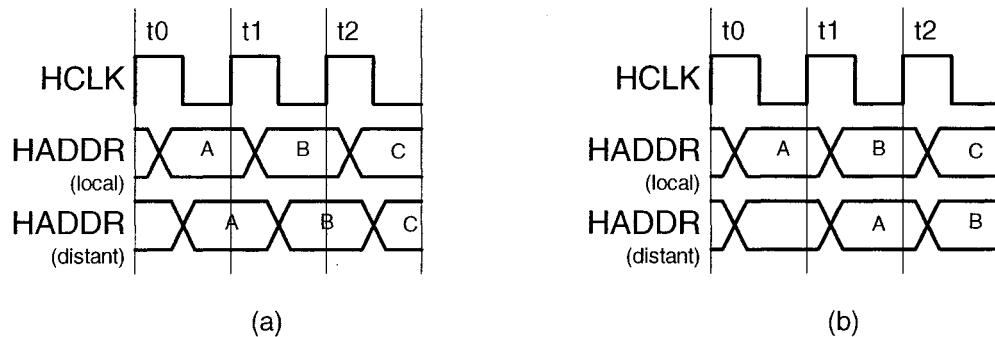 t0 t1 t2
HCLK
HADDR A B C
(local)
HADDR A B C
(distant)
(a)
t0 t1 t2
HCLK
HADDR A B C
(local)
HADDR A B
(distant)
(b)